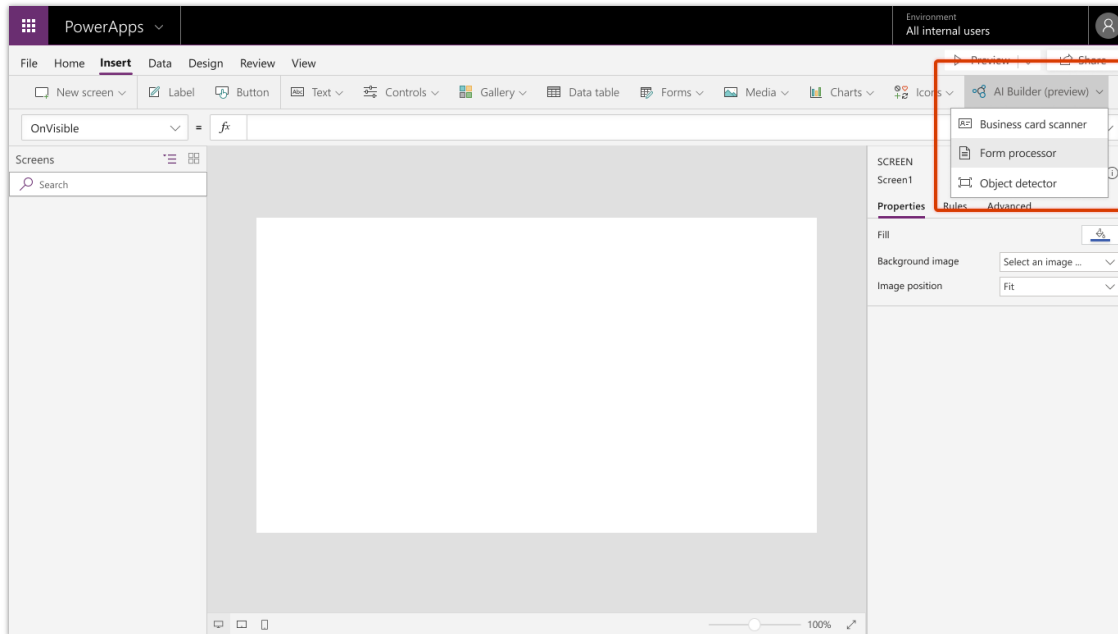 PowerApps
Environment
All internal users
File Home Insert Data Design Review View
Preview Share
New screen Label Button Abc Text Controls Gallery Data table Forms Media Charts Icons AI Builder (preview)
OnVisible = fx
Business card scanner
Form processor
Object detector
Screens
Search
SCREEN
Screen1
Properties Rules Advanced
Fill
Background image Select an image ...
Image position Fit
100%